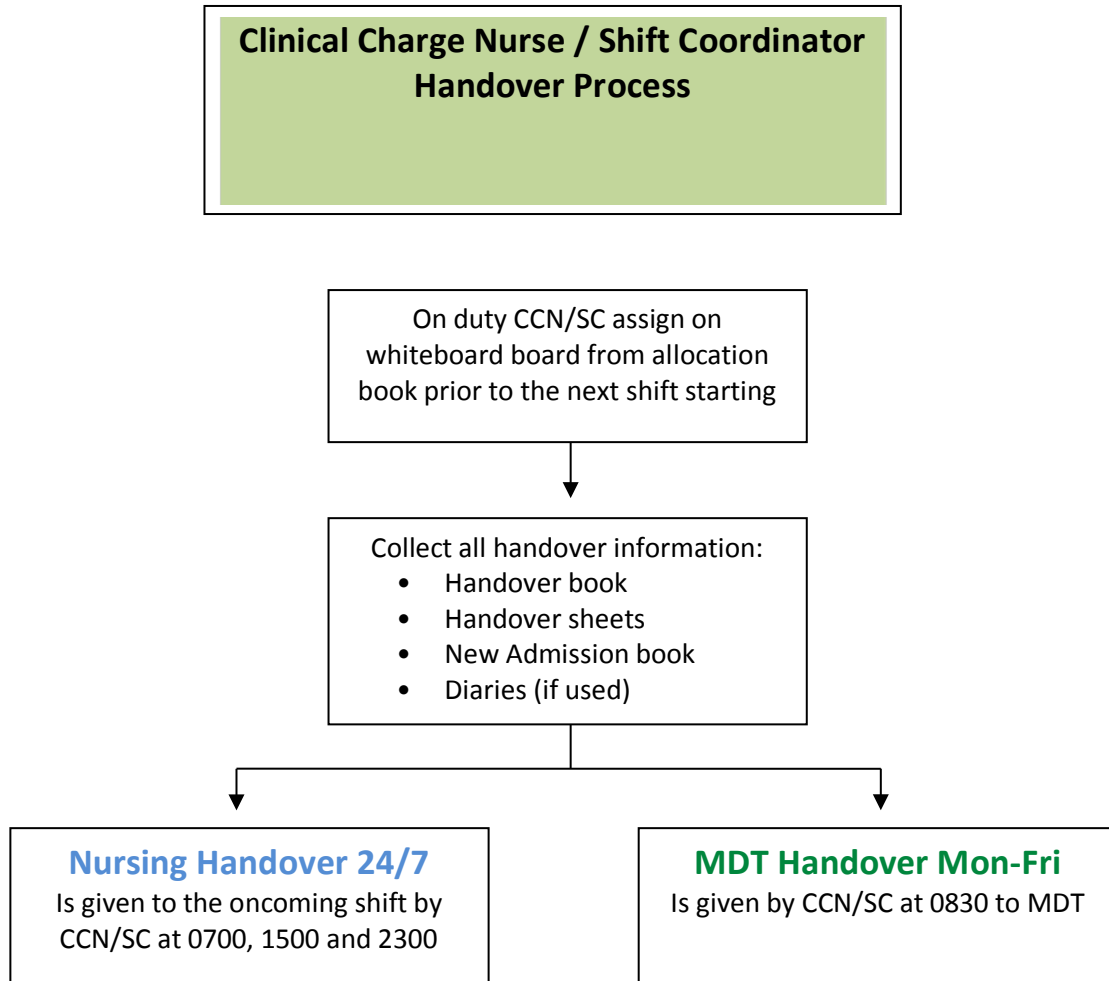 Clinical Charge Nurse / Shift Coordinator
Handover Process
On duty CCN/SC assign on
whiteboard board from allocation
book prior to the next shift starting
Collect all handover information:
• Handover book
• Handover sheets
• New Admission book
• Diaries (if used)
Nursing Handover 24/7
Is given to the oncoming shift by
CCN/SC at 0700, 1500 and 2300
MDT Handover Mon-Fri
Is given by CCN/SC at 0830 to MDT